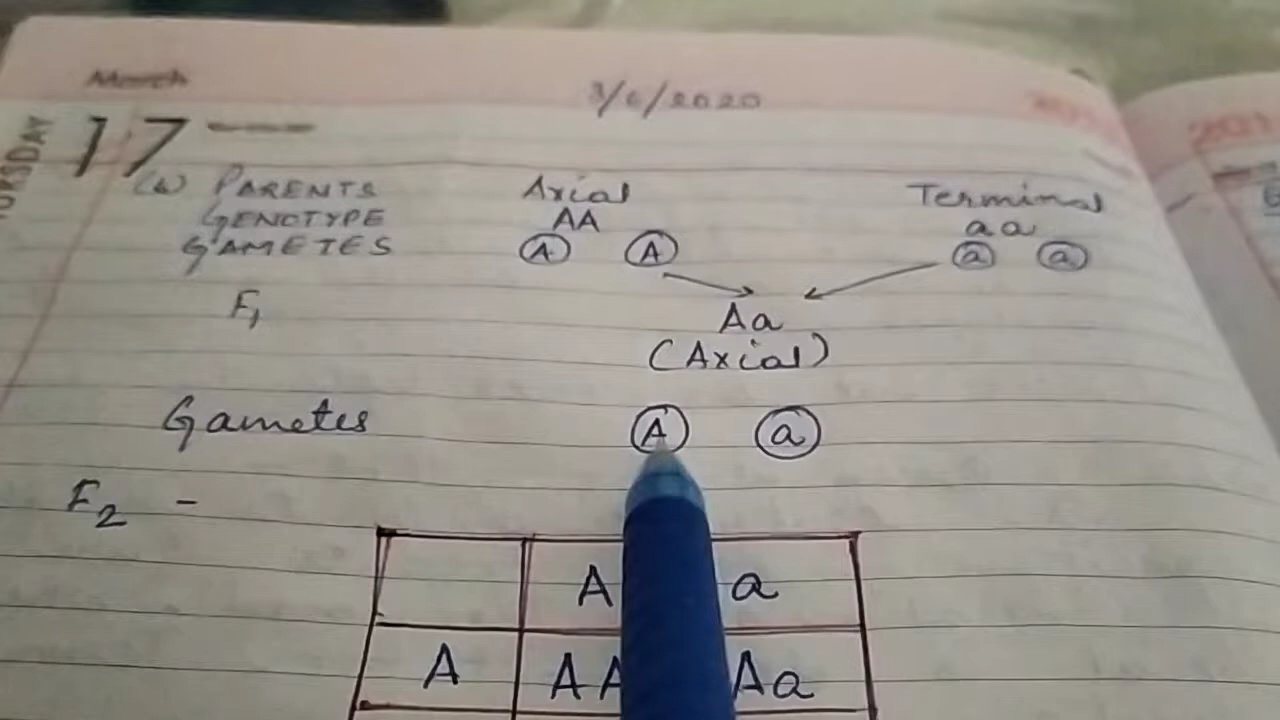 March
3/6/2020
17
(b) PARENTS Axial Terminal
GENOTYPE AA aa
GAMETES A A a a
F1 Aa
(Axial)
Gametes A a
F2 -
A a
A AA Aa